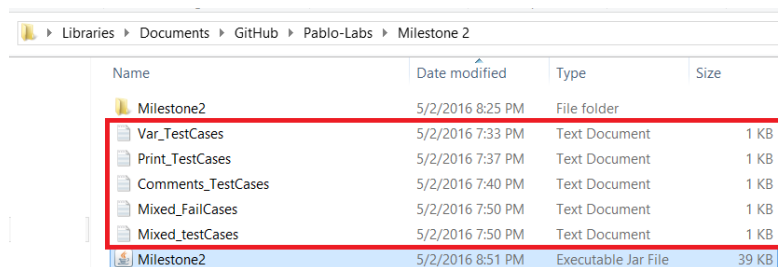 Libraries Documents GitHub Pablo-Labs Milestone 2
Name Date modified Type Size
Milestone2 5/2/2016 8:25 PM File folder
Var_TestCases 5/2/2016 7:33 PM Text Document 1 KB
Print_TestCases 5/2/2016 7:37 PM Text Document 1 KB
Comments_TestCases 5/2/2016 7:40 PM Text Document 1 KB
Mixed_FailCases 5/2/2016 7:50 PM Text Document 1 KB
Mixed_testCases 5/2/2016 7:50 PM Text Document 1 KB
Milestone2 5/2/2016 8:51 PM Executable Jar File 39 KB